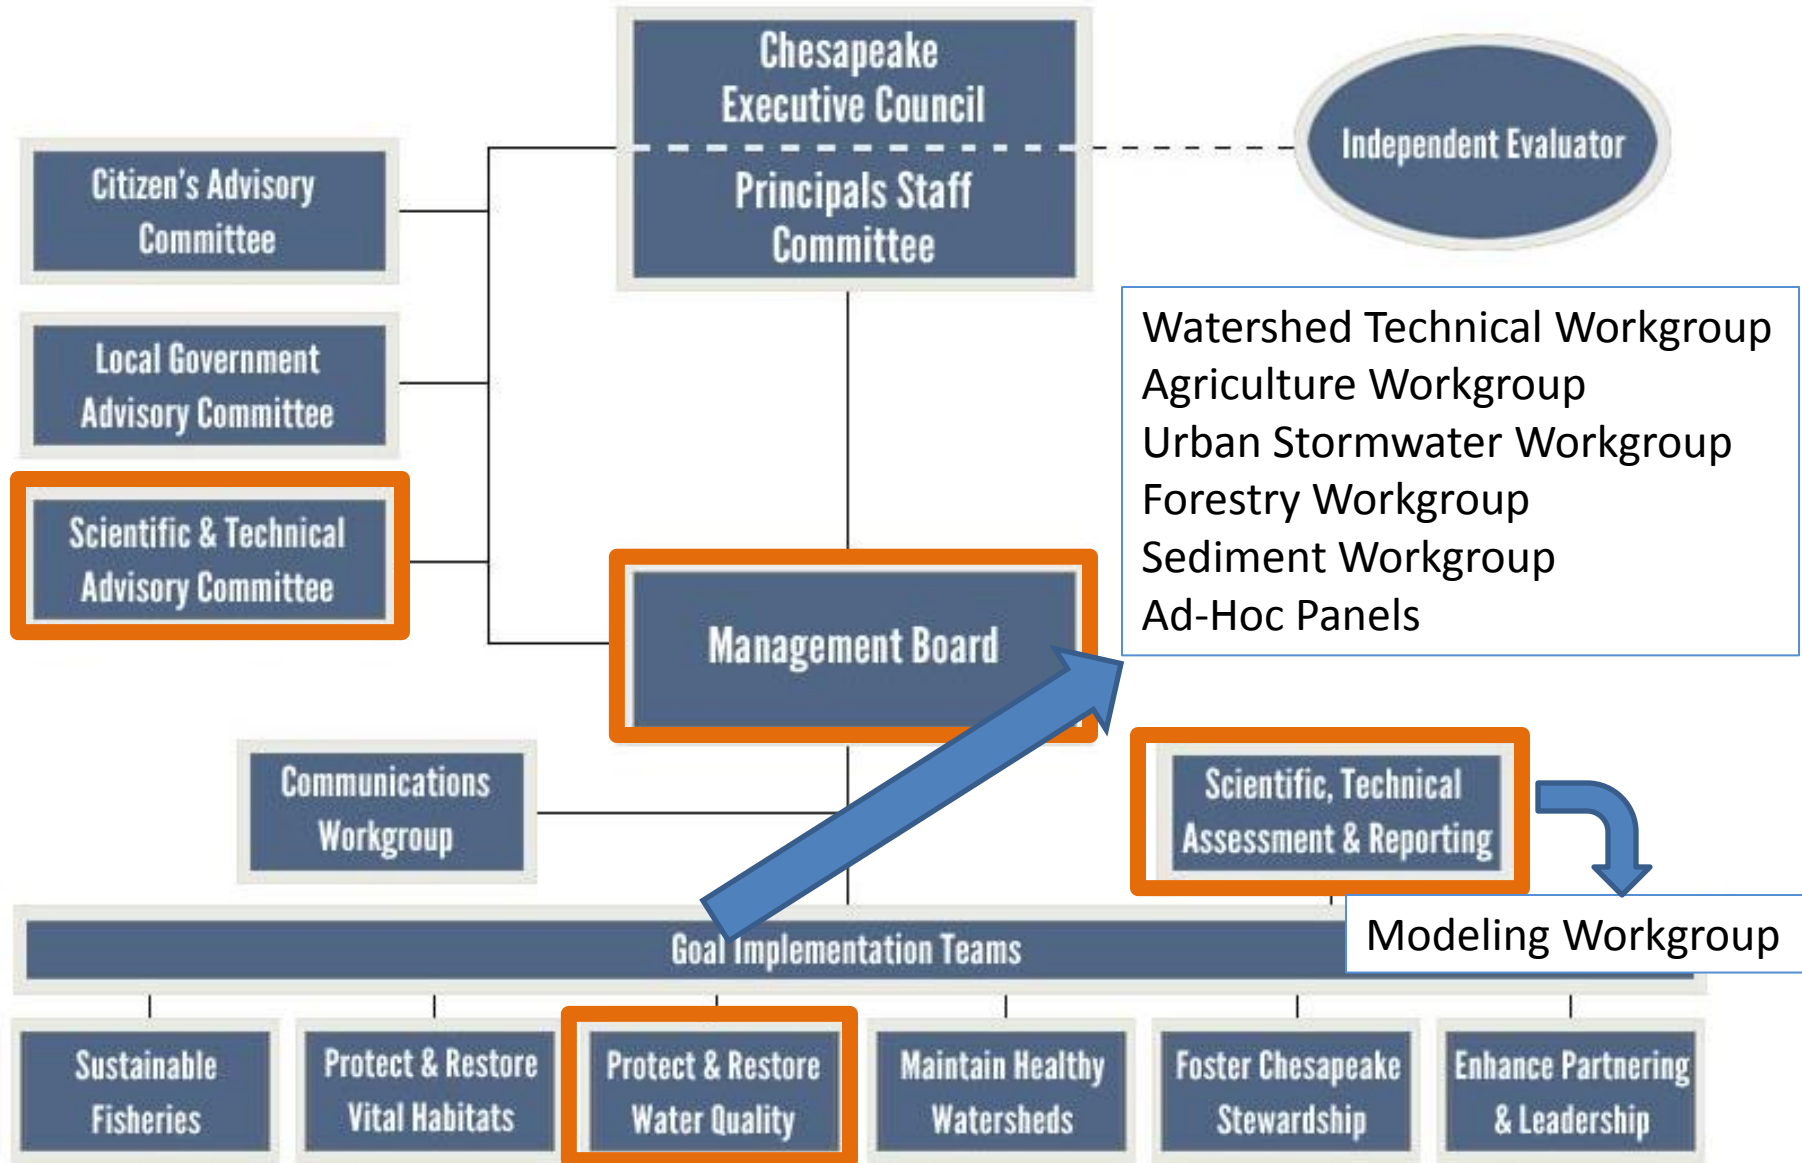 Chesapeake
Executive Council
Principals Staff
Committee
Independent Evaluator
Citizen's Advisory
Committee
Local Government
Advisory Committee
Scientific & Technical
Advisory Committee
Watershed Technical Workgroup
Agriculture Workgroup
Urban Stormwater Workgroup
Forestry Workgroup
Sediment Workgroup
Ad-Hoc Panels
Management Board
Communications
Workgroup
Scientific, Technical
Assessment & Reporting
Modeling Workgroup
Goal Implementation Teams
Sustainable
Fisheries
Protect & Restore
Vital Habitats
Protect & Restore
Water Quality
Maintain Healthy
Watersheds
Foster Chesapeake
Stewardship
Enhance Partnering
& Leadership